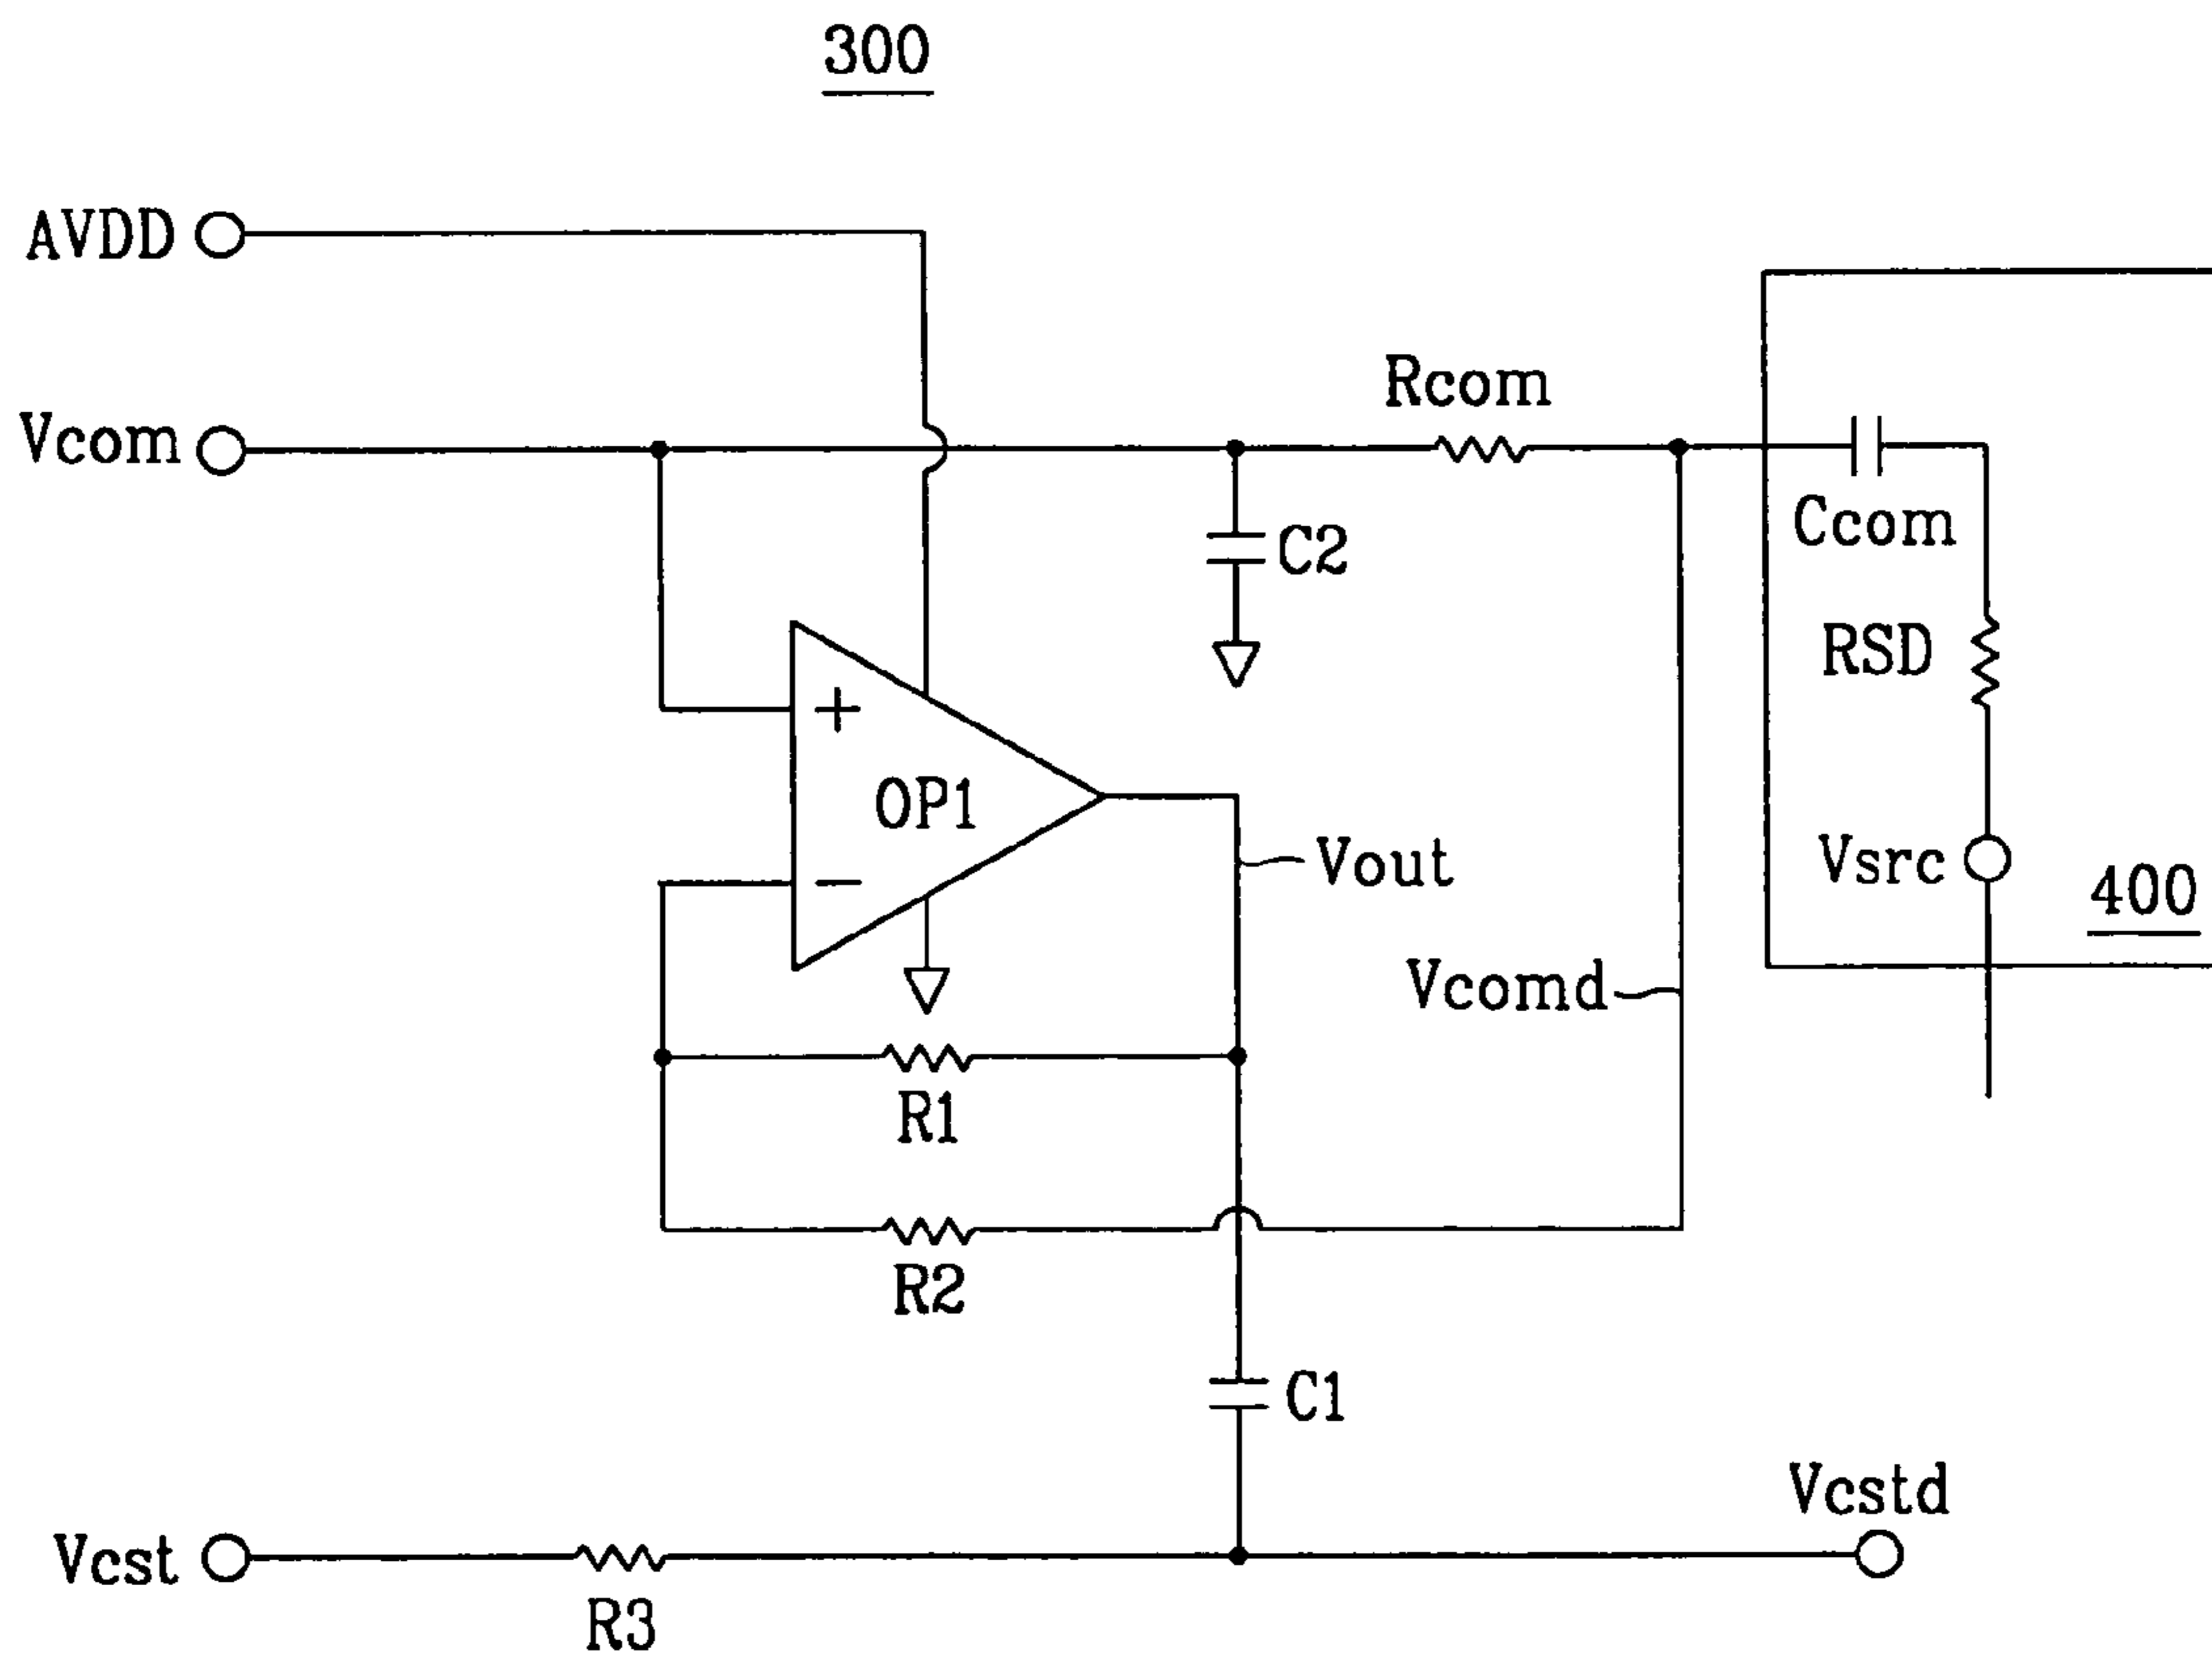 300
AVDD
Vcom
Rcom
C2
Ccom
RSD
+
OP1
−
Vout
Vsrc
400
Vcomd
R1
R2
C1
Vcstd
Vcst
R3